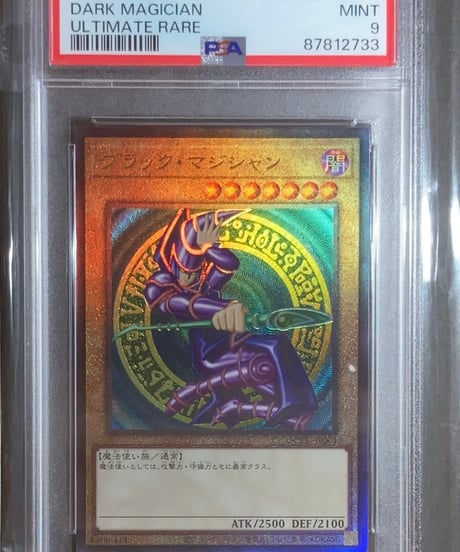 DARK MAGICIAN MINT
ULTIMATE RARE 9
PSA 87812733
ブラック・マジシャン
闇
【魔法使い族/通常】
魔法使いとしては、攻撃力・守備力ともに最高クラス。
ATK/2500 DEF/2100